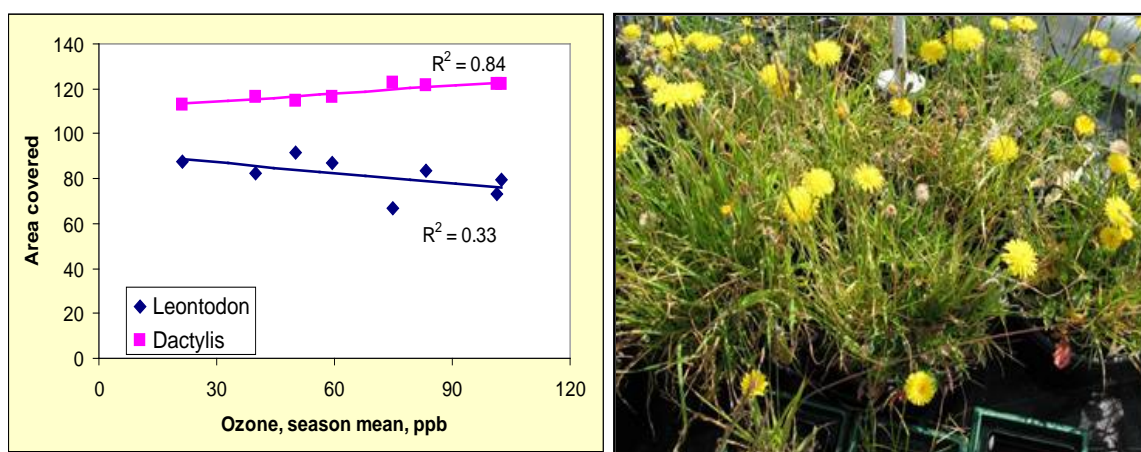 140
120
100
80
60
40
20
0
Area covered
R² = 0.84
R² = 0.33
Leontodon
Dactylis
0 30 60 90 120
Ozone, season mean, ppb